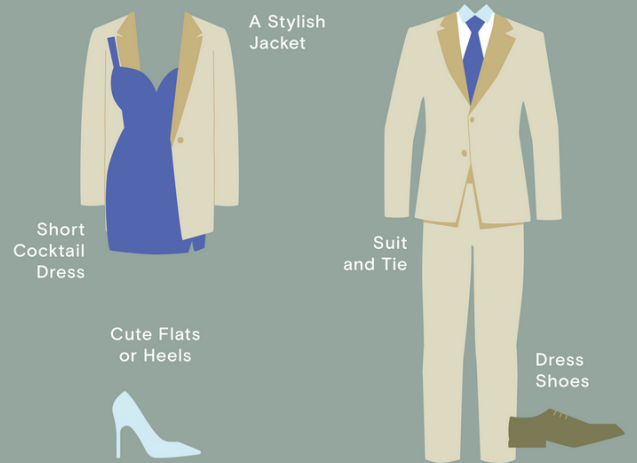 A Stylish
Jacket
Short
Cocktail
Dress
Suit
and Tie
Cute Flats
or Heels
Dress
Shoes